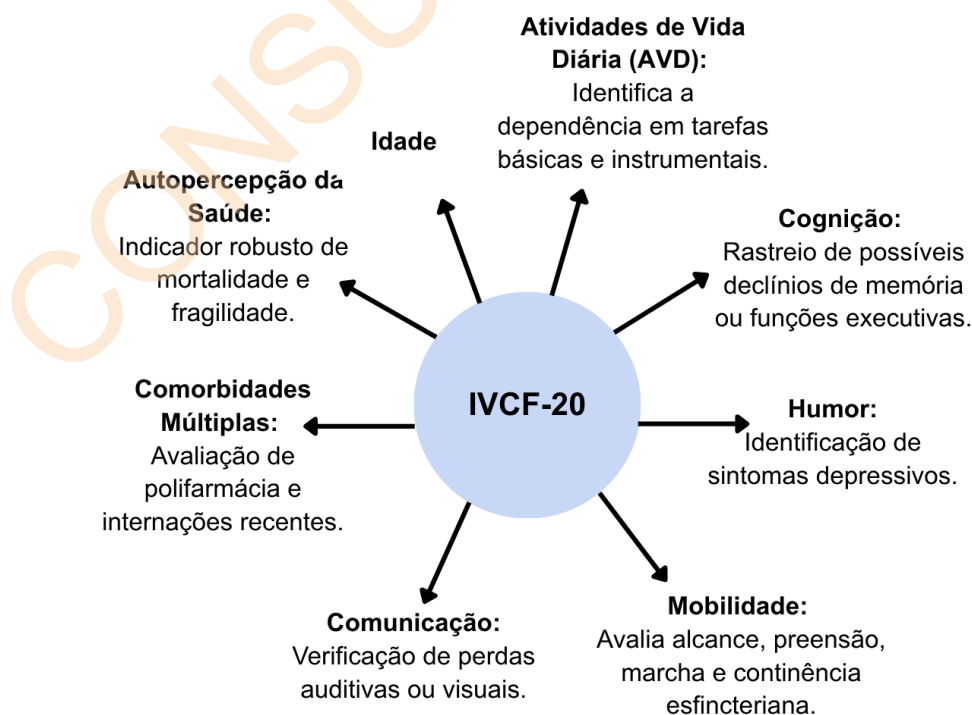 CONSU
Atividades de Vida
Diária (AVD):
Identifica a
dependência em tarefas
básicas e instrumentais.
Idade
Autopercepção da
Saúde:
Indicador robusto de
mortalidade e
fragilidade.
Cognição:
Rastreio de possíveis
declínios de memória
ou funções executivas.
IVCF-20
Comorbidades
Múltiplas:
Avaliação de
polifarmácia e
internações recentes.
Humor:
Identificação de
sintomas depressivos.
Comunicação:
Verificação de perdas
auditivas ou visuais.
Mobilidade:
Avalia alcance, preensão,
marcha e continência
esfincteriana.